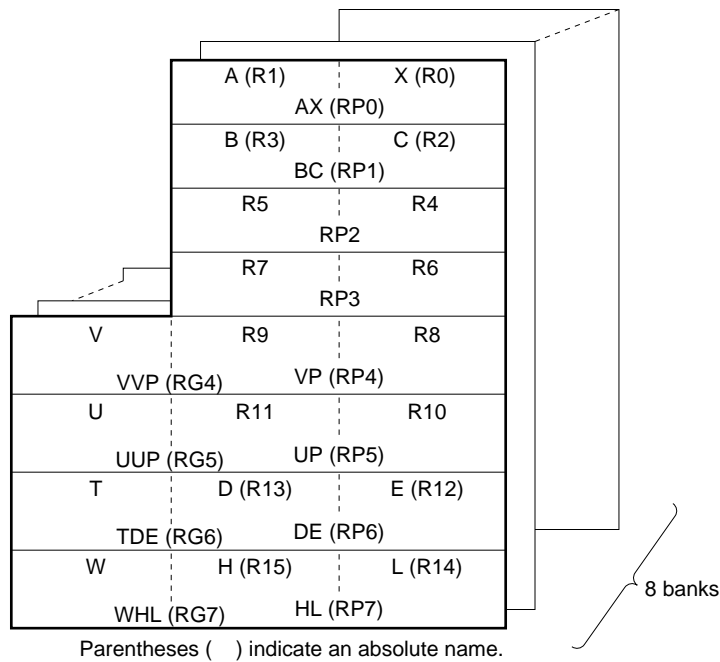 A (R1) X (R0)
AX (RP0)
B (R3) C (R2)
BC (RP1)
R5 R4
RP2
R7 R6
RP3
V R9 R8
VVP (RG4) VP (RP4)
U R11 R10
UUP (RG5) UP (RP5)
T D (R13) E (R12)
TDE (RG6) DE (RP6)
W H (R15) L (R14)
WHL (RG7) HL (RP7)
8 banks
Parentheses ( ) indicate an absolute name.